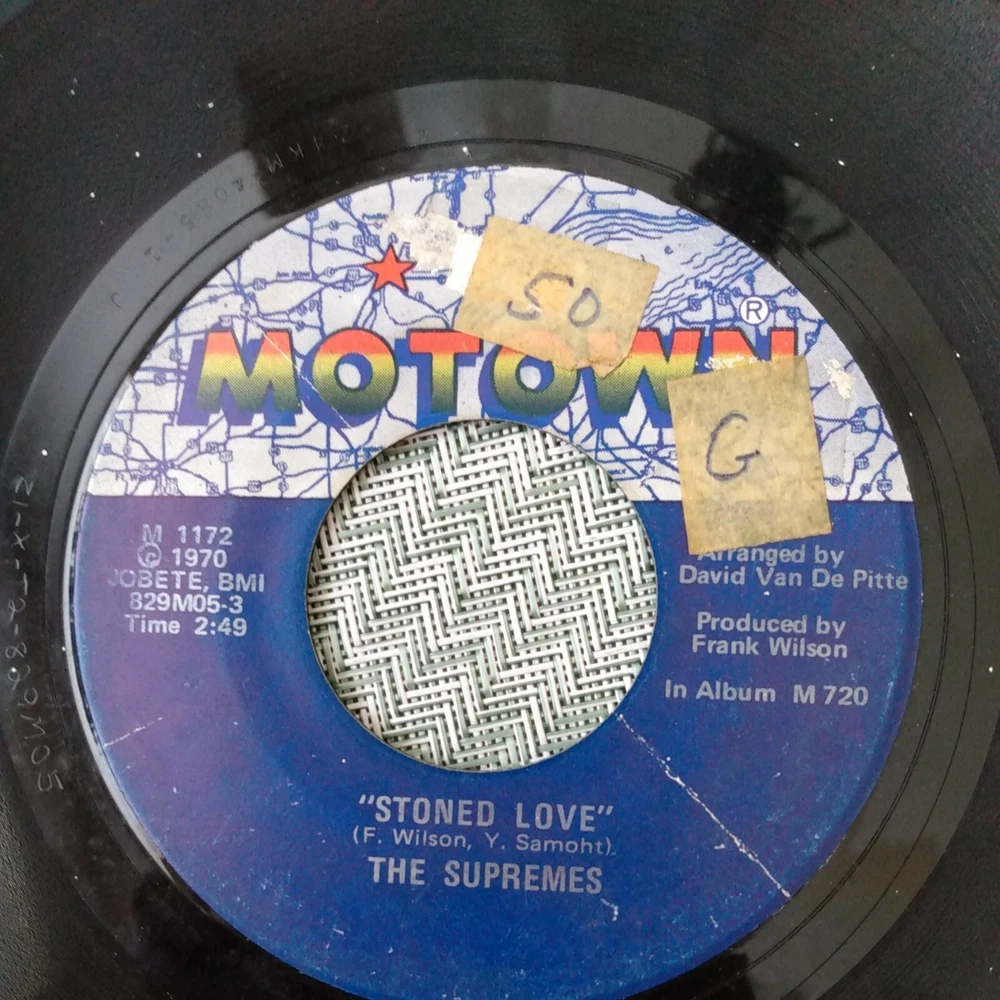 50
®
MOTOWN
G
M 1172
© 1970
JOBETE, BMI
829M05-3
Time 2:49
Arranged by
David Van De Pitte
Produced by
Frank Wilson
In Album M 720
"STONED LOVE"
(F. Wilson, Y. Samoht)
THE SUPREMES